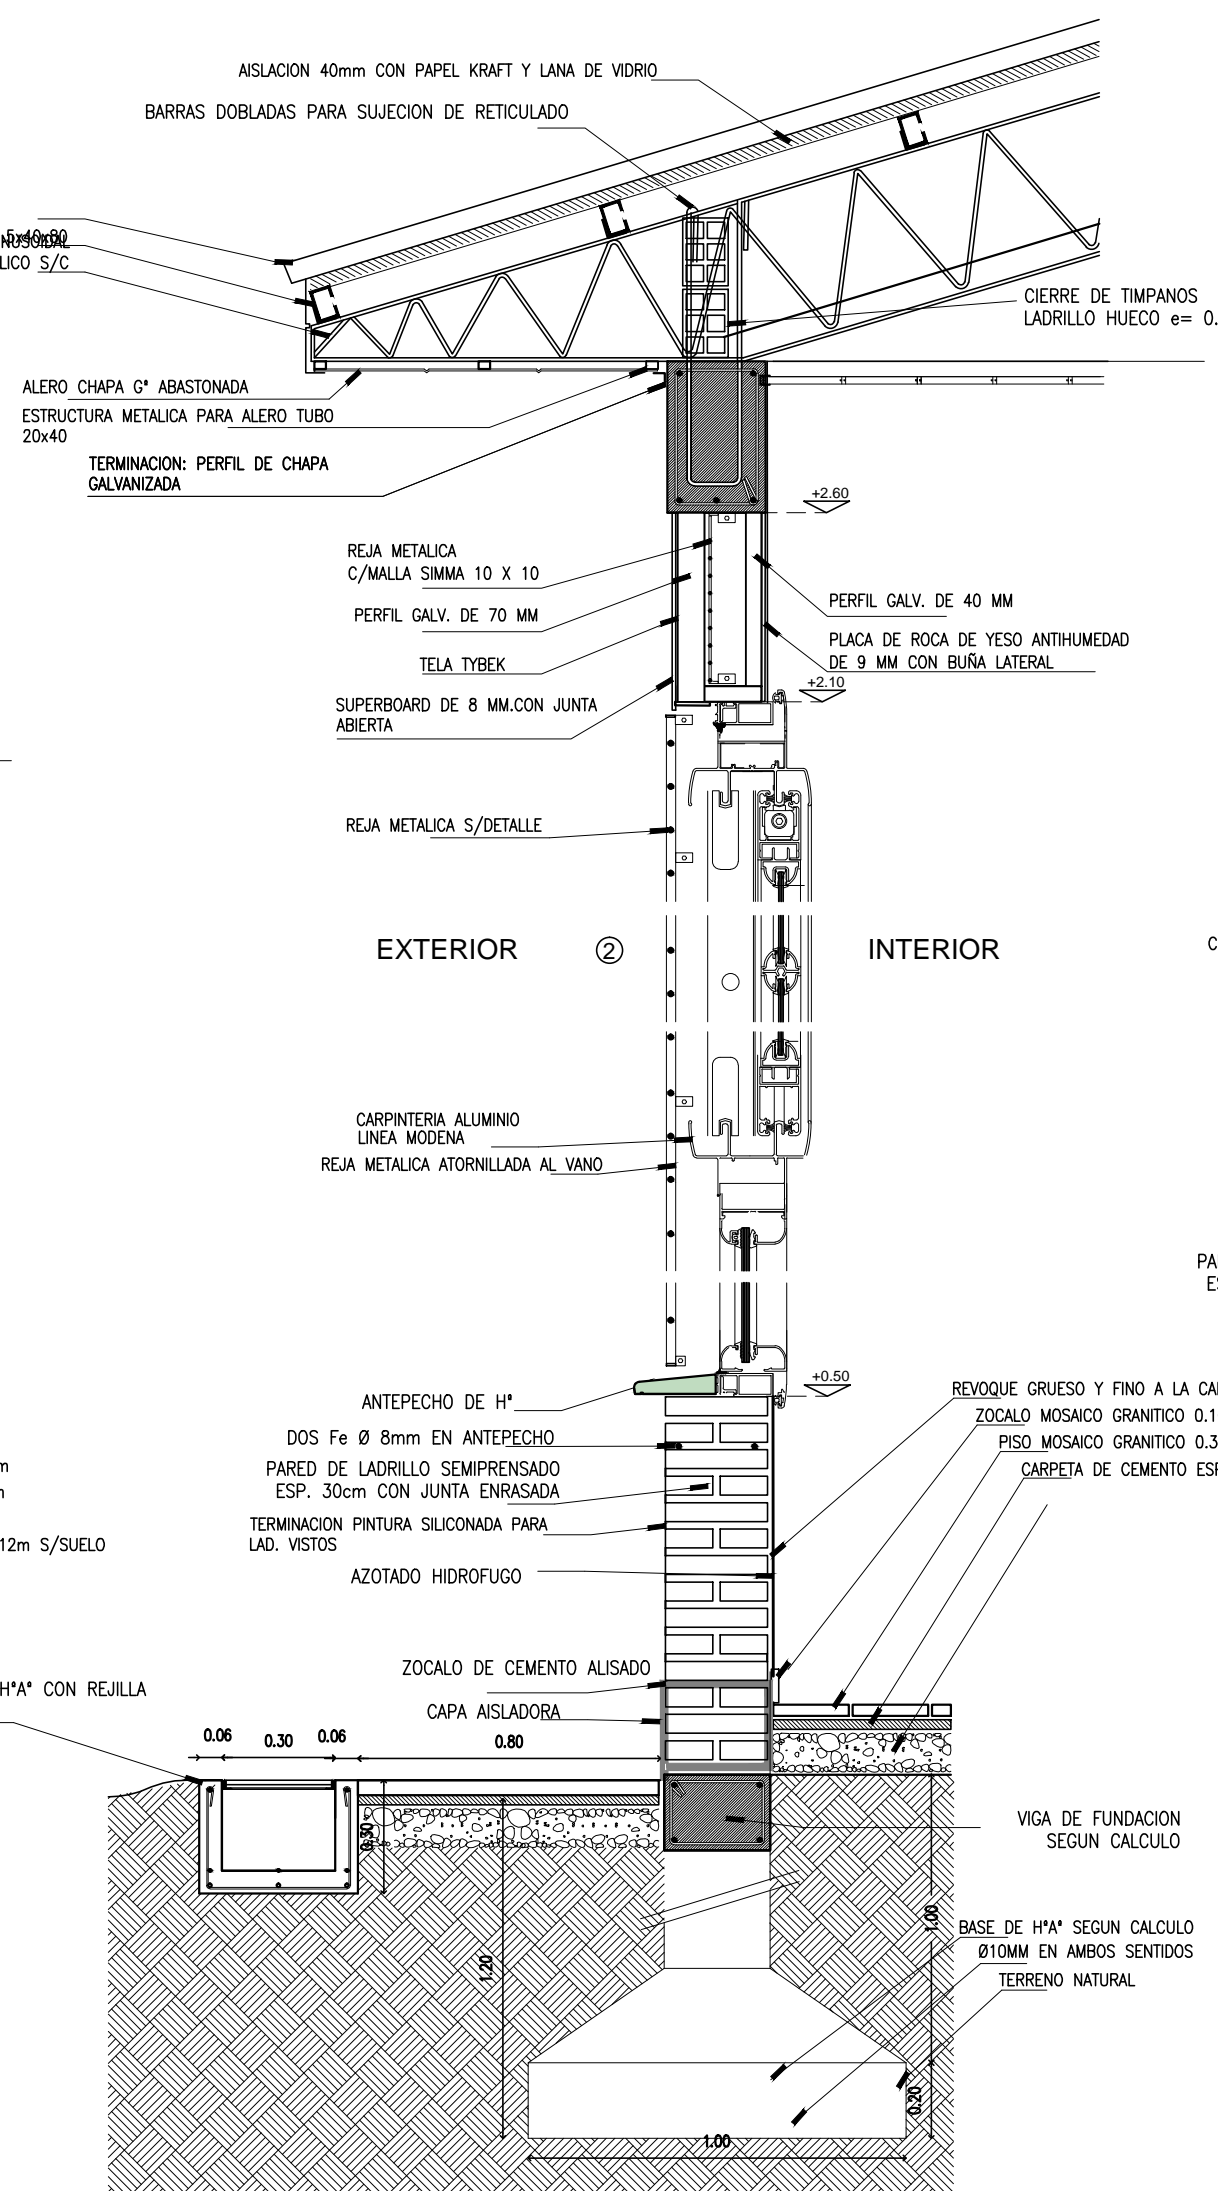 AISLACION 40mm CON PAPEL KRAFT Y LANA DE VIDRIO
BARRAS DOBLADAS PARA SUJECION DE RETICULADO
LICO S/C
CIERRE DE TIMPANOS
LADRILLO HUECO e= 0.
ALERO CHAPA Gª ABASTONADA
ESTRUCTURA METALICA PARA ALERO TUBO
20x40
TERMINACION: PERFIL DE CHAPA
GALVANIZADA
+2.60
REJA METALICA
C/MALLA SIMMA 10 X 10
PERFIL GALV. DE 70 MM
PERFIL GALV. DE 40 MM
TELA TYBEK
PLACA DE ROCA DE YESO ANTIHUMEDAD
DE 9 MM CON BUÑA LATERAL
+2.10
SUPERBOARD DE 8 MM.CON JUNTA
ABIERTA
REJA METALICA S/DETALLE
EXTERIOR
2
INTERIOR
C
CARPINTERIA ALUMINIO
LINEA MODENA
REJA METALICA ATORNILLADA AL VANO
PA
ES
+0.50
ANTEPECHO DE Hª
REVOQUE GRUESO Y FINO A LA CA
ZOCALO MOSAICO GRANITICO 0.1
DOS Fe Ø 8mm EN ANTEPECHO
PISO MOSAICO GRANITICO 0.3
PARED DE LADRILLO SEMIPRENSADO
ESP. 30cm CON JUNTA ENRASADA
CARPETA DE CEMENTO ESP
m
TERMINACION PINTURA SILICONADA PARA
LAD. VISTOS
12m S/SUELO
AZOTADO HIDROFUGO
ZOCALO DE CEMENTO ALISADO
HªAª CON REJILLA
CAPA AISLADORA
0.06
0.30
0.06
0.80
0.30
VIGA DE FUNDACION
SEGUN CALCULO
1.00
1.20
BASE DE HªAª SEGUN CALCULO
Ø10MM EN AMBOS SENTIDOS
TERRENO NATURAL
0.20
1.00